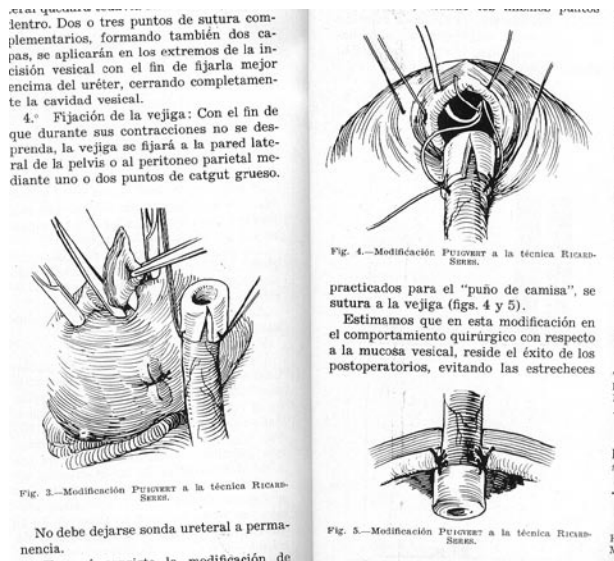 dentro. Dos o tres puntos de sutura com-
plementarios, formando también dos ca-
pas, se aplicarán en los extremos de la in-
cisión vesical con el fin de fijarla mejor
encima del uréter, cerrando completamen-
te la cavidad vesical.
4.º Fijación de la vejiga: Con el fin de
que durante sus contracciones no se des-
prenda, la vejiga se fijará a la pared late-
ral de la pelvis o al peritoneo parietal me-
diante uno o dos puntos de catgut grueso.
Fig. 3.—Modificación PUIGVERT a la técnica RICARD-
SERES.
No debe dejarse sonda ureteral a perma-
nencia.
la modificación de
mismos puntos
Fig. 4.—Modificación PUIGVERT a la técnica RICARD-
SERES.
practicados para el "puño de camisa", se
sutura a la vejiga (figs. 4 y 5).
Estimamos que en esta modificación en
el comportamiento quirúrgico con respecto
a la mucosa vesical, reside el éxito de los
postoperatorios, evitando las estrecheces
Fig. 5.—Modificación PUIGVERT a la técnica RICARD-
SERES.